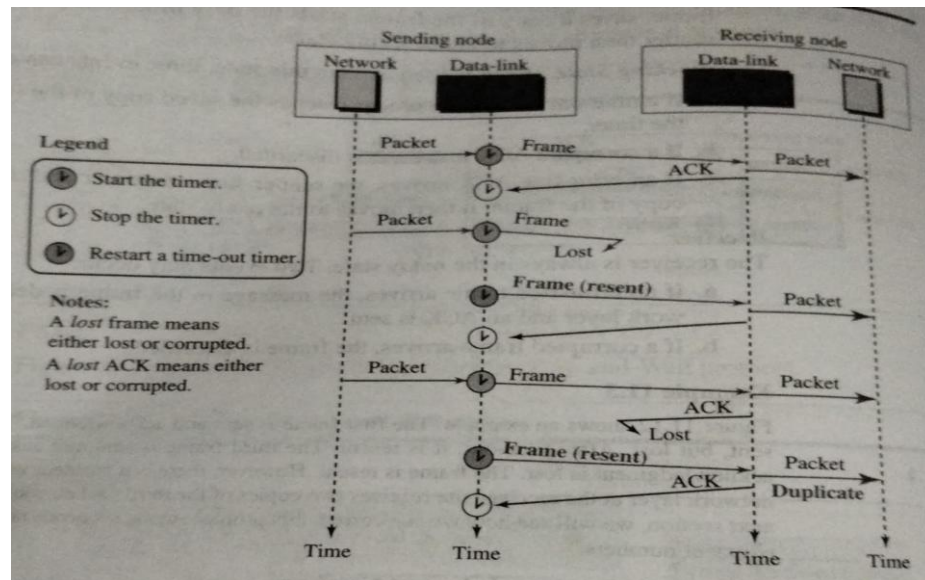 Sending node
Receiving node
Network
Data-link
Data-link
Network
Legend
Start the timer.
Stop the timer.
Restart a time-out timer.
Notes:
A lost frame means
either lost or corrupted.
A lost ACK means either
lost or corrupted.
Packet
Frame
ACK
Packet
Packet
Frame
Lost
Frame (resent)
Packet
Packet
Frame
Packet
ACK
Lost
Frame (resent)
Packet
ACK
Duplicate
Time
Time
Time
Time